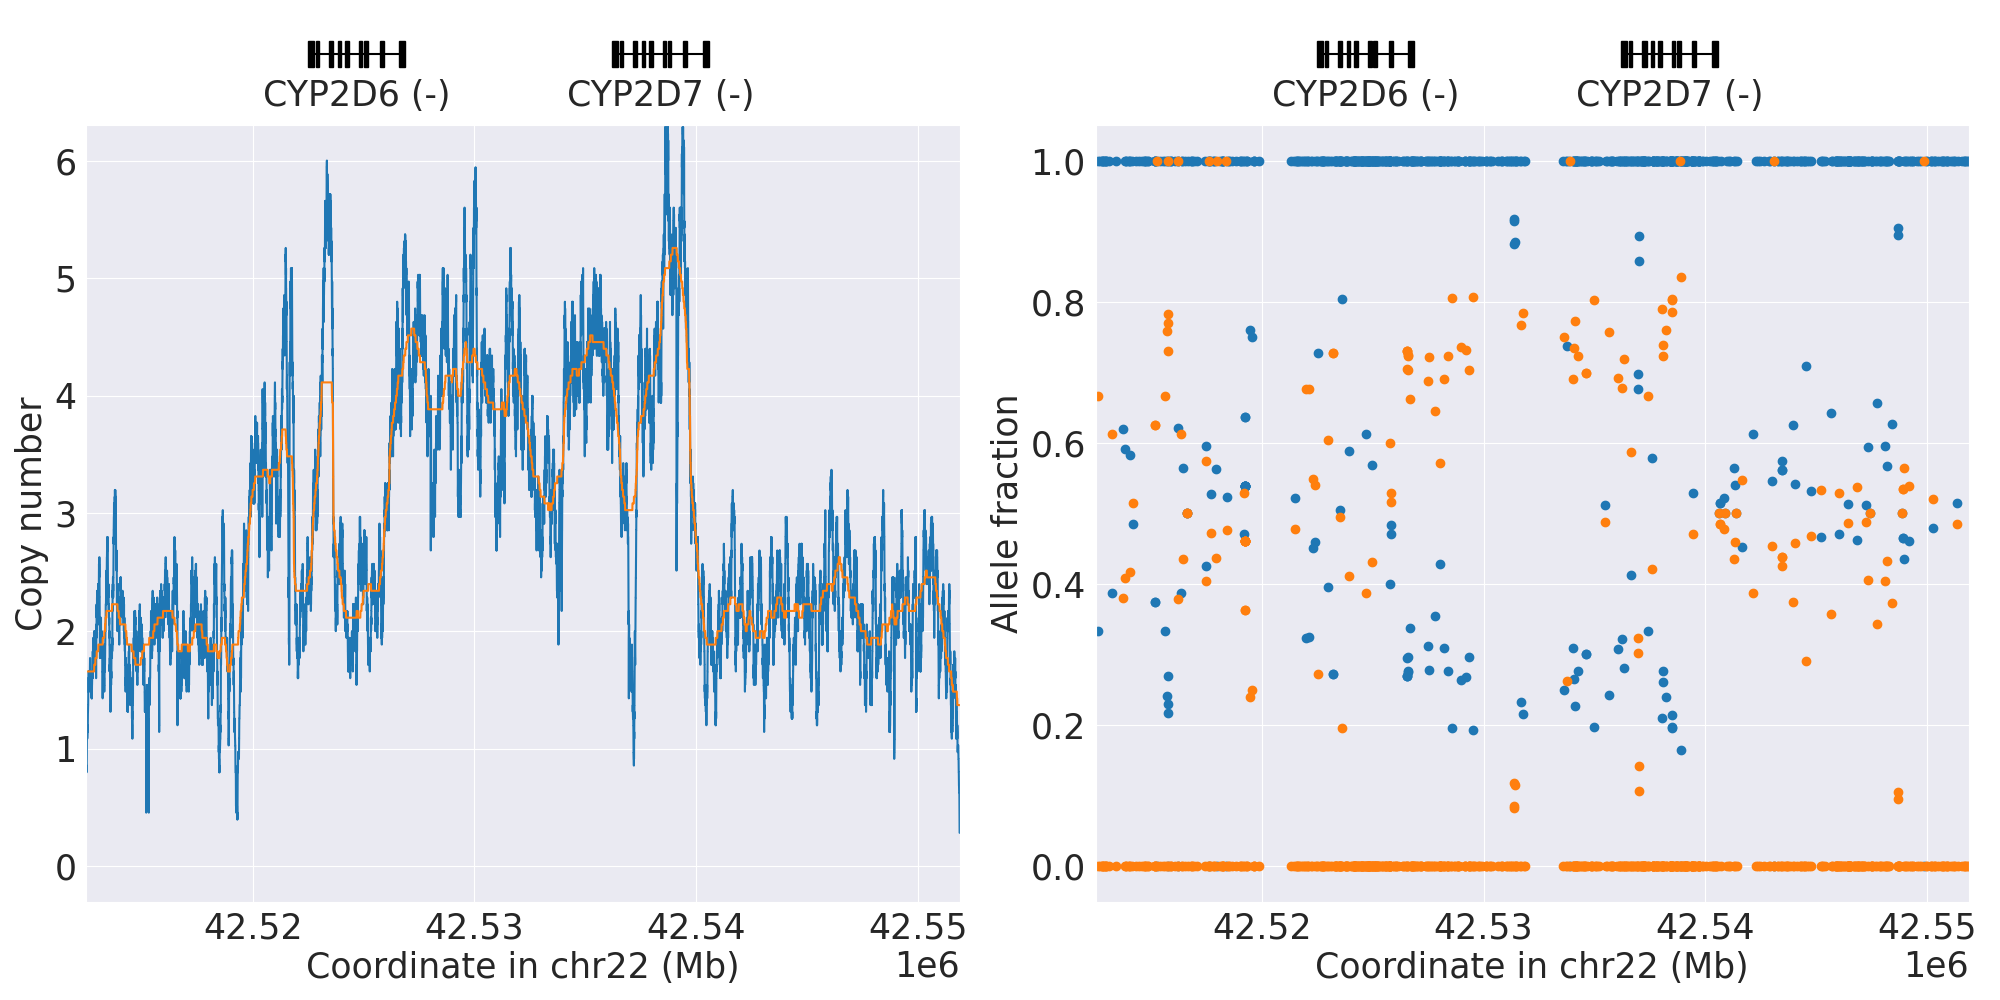 CYP2D6 (-) CYP2D7 (-)
6
5
4
3
2
1
0
Copy number
42.52 42.53 42.54 42.55
Coordinate in chr22 (Mb) 1e6
CYP2D6 (-) CYP2D7 (-)
1.0
0.8
0.6
0.4
0.2
0.0
Allele fraction
42.52 42.53 42.54 42.55
Coordinate in chr22 (Mb) 1e6